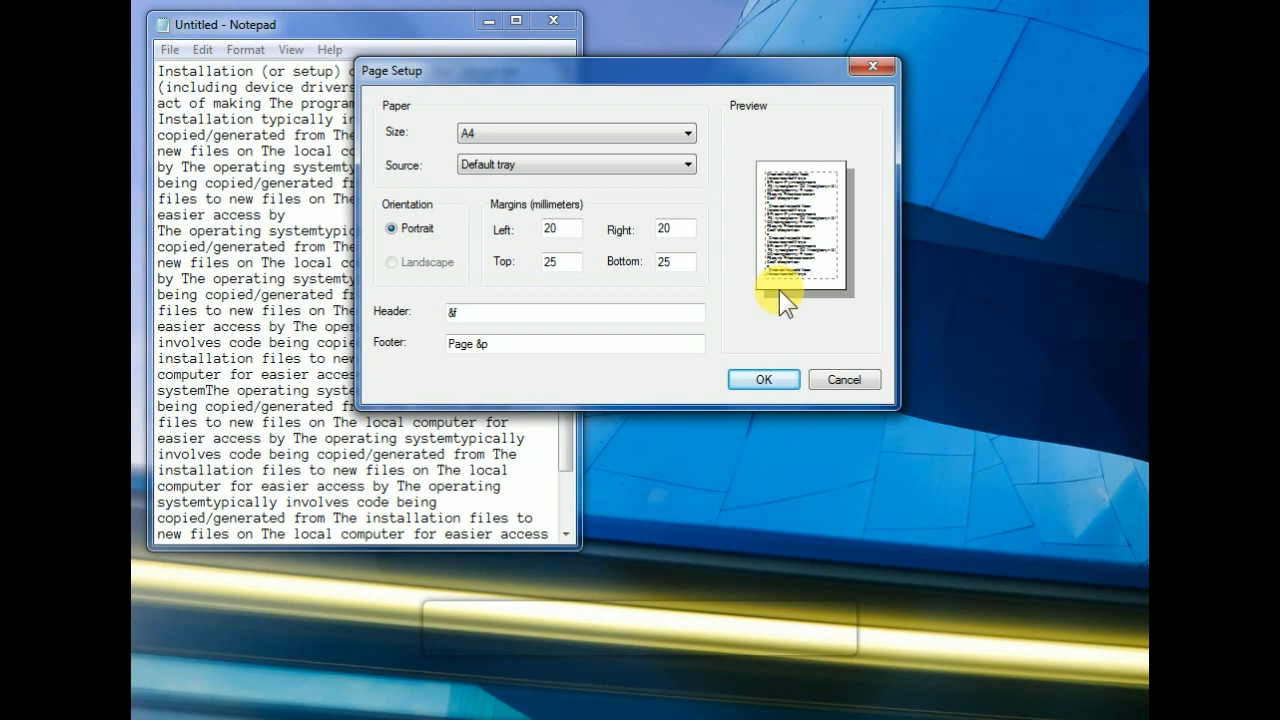 Untitled - Notepad
File Edit Format View Help
Installation (or setup)
(including device drivers
act of making The program
Installation typically
copied/generated from The
new files on The local
by The operating systemty
being copied/generated
files to new files on The
easier access by
The operating systemtypic
copied/generated from The
new files on The local
by The operating systemty
being copied/generated
files to new files on The
easier access by The
involves code being
installation files to new
computer for easier acces
systemThe operating syste
being copied/generated
files to new files on The local computer for
easier access by The operating systemtypically
involves code being copied/generated from The
installation files to new files on The local
computer for easier access by The operating
systemtypically involves code being
copied/generated from The installation files to
new files on The local computer for easier access
Page Setup
Paper
Size: A4
Source: Default tray
Orientation
Portrait
Landscape
Margins (millimeters)
Left: 20 Right: 20
Top: 25 Bottom: 25
Header: &f
Footer: Page &p
Preview
OK Cancel